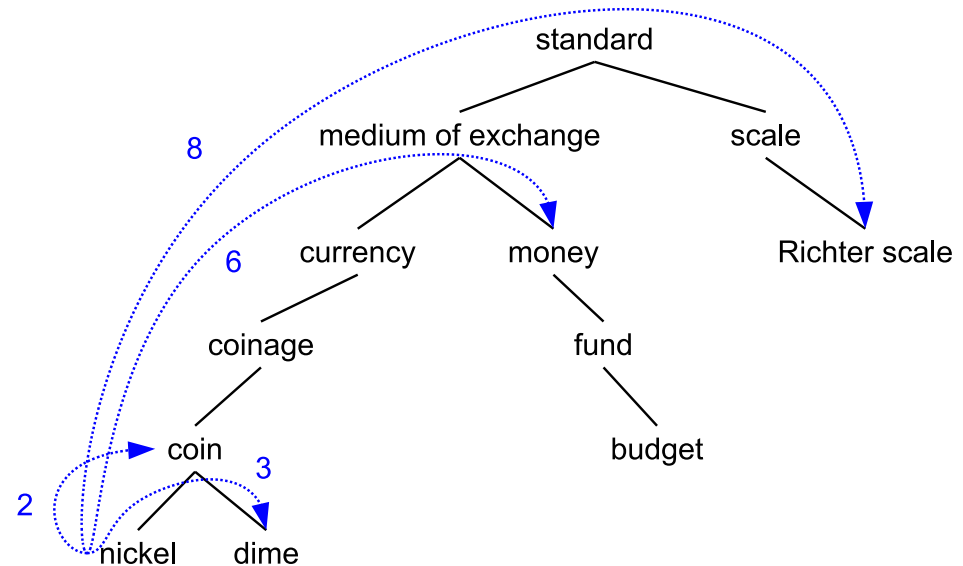 standard
8
medium of exchange
scale
6
currency
money
Richter scale
coinage
fund
coin
budget
3
2
nickel
dime